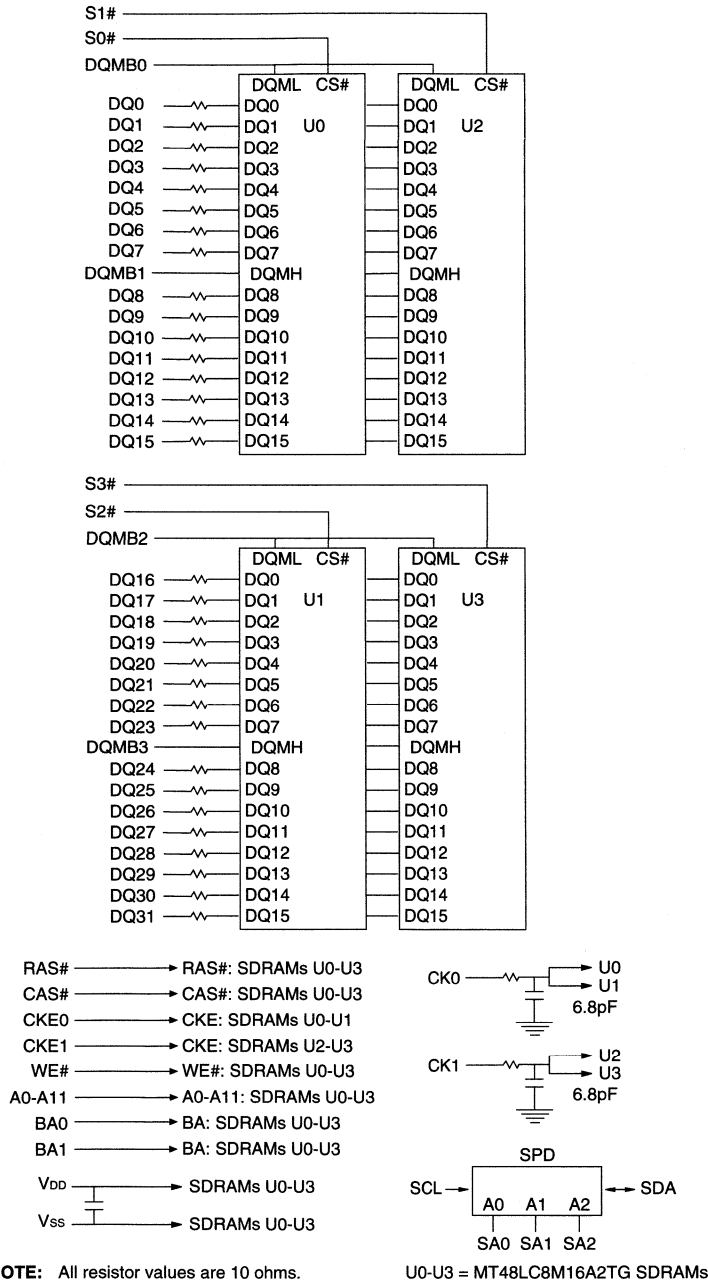 S1#
S0#
DQMB0
DQML CS# DQML CS#
DQ0 DQ0 DQ0
DQ1 DQ1 U0 DQ1 U2
DQ2 DQ2 DQ2
DQ3 DQ3 DQ3
DQ4 DQ4 DQ4
DQ5 DQ5 DQ5
DQ6 DQ6 DQ6
DQ7 DQ7 DQ7
DQMB1 DQMH DQMH
DQ8 DQ8 DQ8
DQ9 DQ9 DQ9
DQ10 DQ10 DQ10
DQ11 DQ11 DQ11
DQ12 DQ12 DQ12
DQ13 DQ13 DQ13
DQ14 DQ14 DQ14
DQ15 DQ15 DQ15
S3#
S2#
DQMB2
DQML CS# DQML CS#
DQ16 DQ0 DQ0
DQ17 DQ1 U1 DQ1 U3
DQ18 DQ2 DQ2
DQ19 DQ3 DQ3
DQ20 DQ4 DQ4
DQ21 DQ5 DQ5
DQ22 DQ6 DQ6
DQ23 DQ7 DQ7
DQMB3 DQMH DQMH
DQ24 DQ8 DQ8
DQ25 DQ9 DQ9
DQ26 DQ10 DQ10
DQ27 DQ11 DQ11
DQ28 DQ12 DQ12
DQ29 DQ13 DQ13
DQ30 DQ14 DQ14
DQ31 DQ15 DQ15
RAS# RAS#: SDRAMs U0-U3
CAS# CAS#: SDRAMs U0-U3
CKE0 CKE: SDRAMs U0-U1
CKE1 CKE: SDRAMs U2-U3
WE# WE#: SDRAMs U0-U3
A0-A11 A0-A11: SDRAMs U0-U3
BA0 BA: SDRAMs U0-U3
BA1 BA: SDRAMs U0-U3
VDD SDRAMs U0-U3
VSS SDRAMs U0-U3
CK0 U0
U1
6.8pF
CK1 U2
U3
6.8pF
SPD
SCL SDA
A0 A1 A2
SA0 SA1 SA2
OTE: All resistor values are 10 ohms.
U0-U3 = MT48LC8M16A2TG SDRAMs